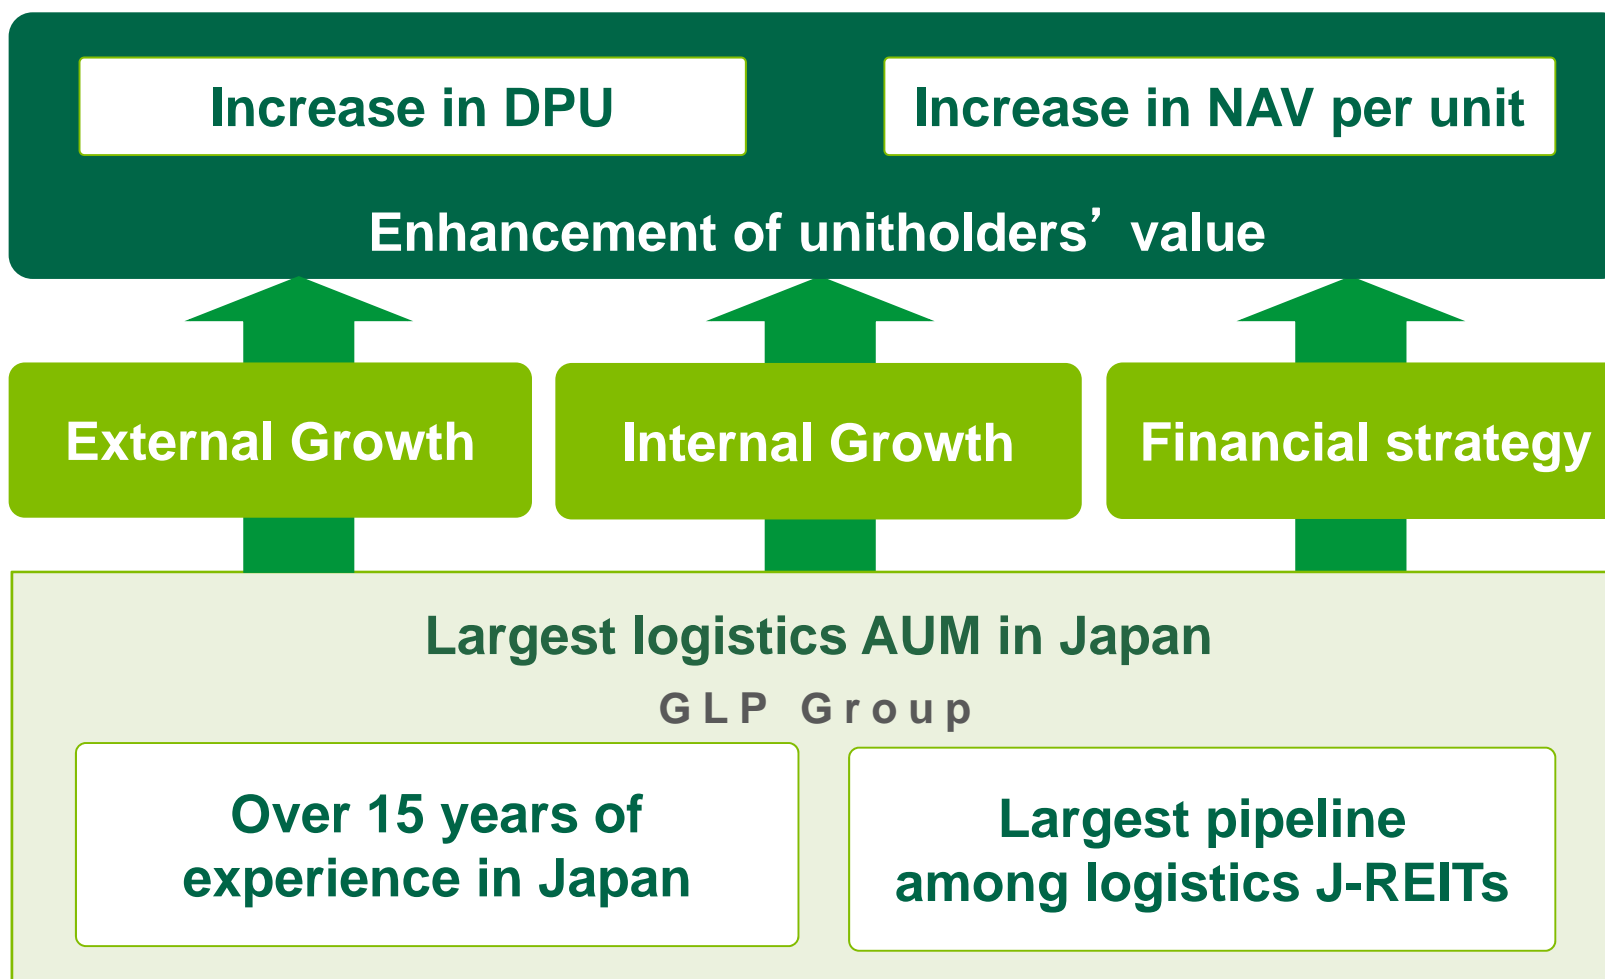 Increase in DPU
Increase in NAV per unit
Enhancement of unitholders’ value
External Growth
Internal Growth
Financial strategy
Largest logistics AUM in Japan
GLP Group
Over 15 years of
experience in Japan
Largest pipeline
among logistics J-REITs